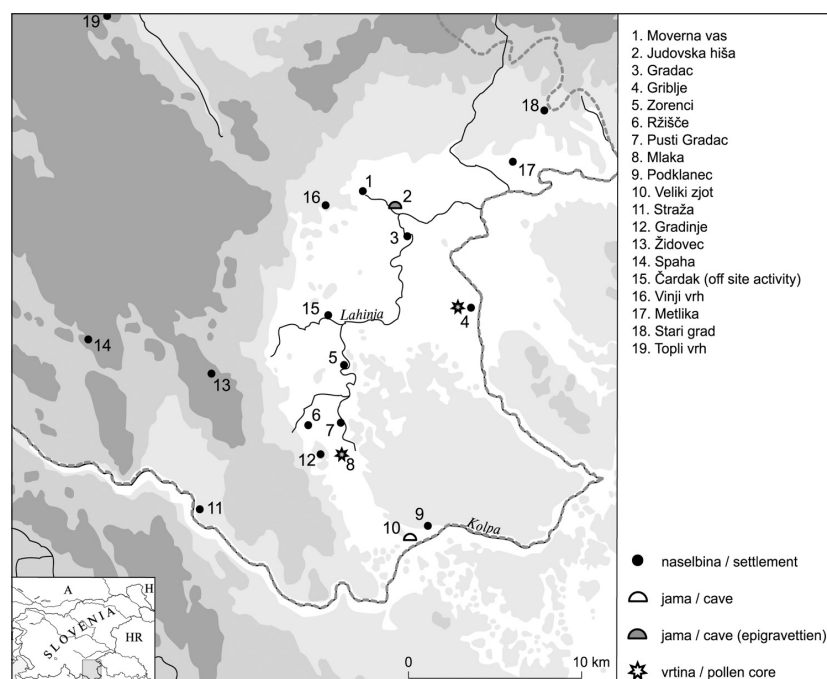 19
18
17
1
2
16
3
15
Lahinja
4
14
5
13
6
7
12
8
11
9
10
Kolpa
A
H
SLOVENIA
HR
0
10 km
1. Moverna vas
2. Judovska hiša
3. Gradac
4. Griblje
5. Zorenci
6. Ržišče
7. Pusti Gradac
8. Mlaka
9. Podklanec
10. Veliki zjot
11. Straža
12. Gradinje
13. Židovec
14. Spaha
15. Čardak (off site activity)
16. Vinji vrh
17. Metlika
18. Stari grad
19. Topli vrh
naselbina / settlement
jama / cave
jama / cave (epigravettien)
vrtina / pollen core